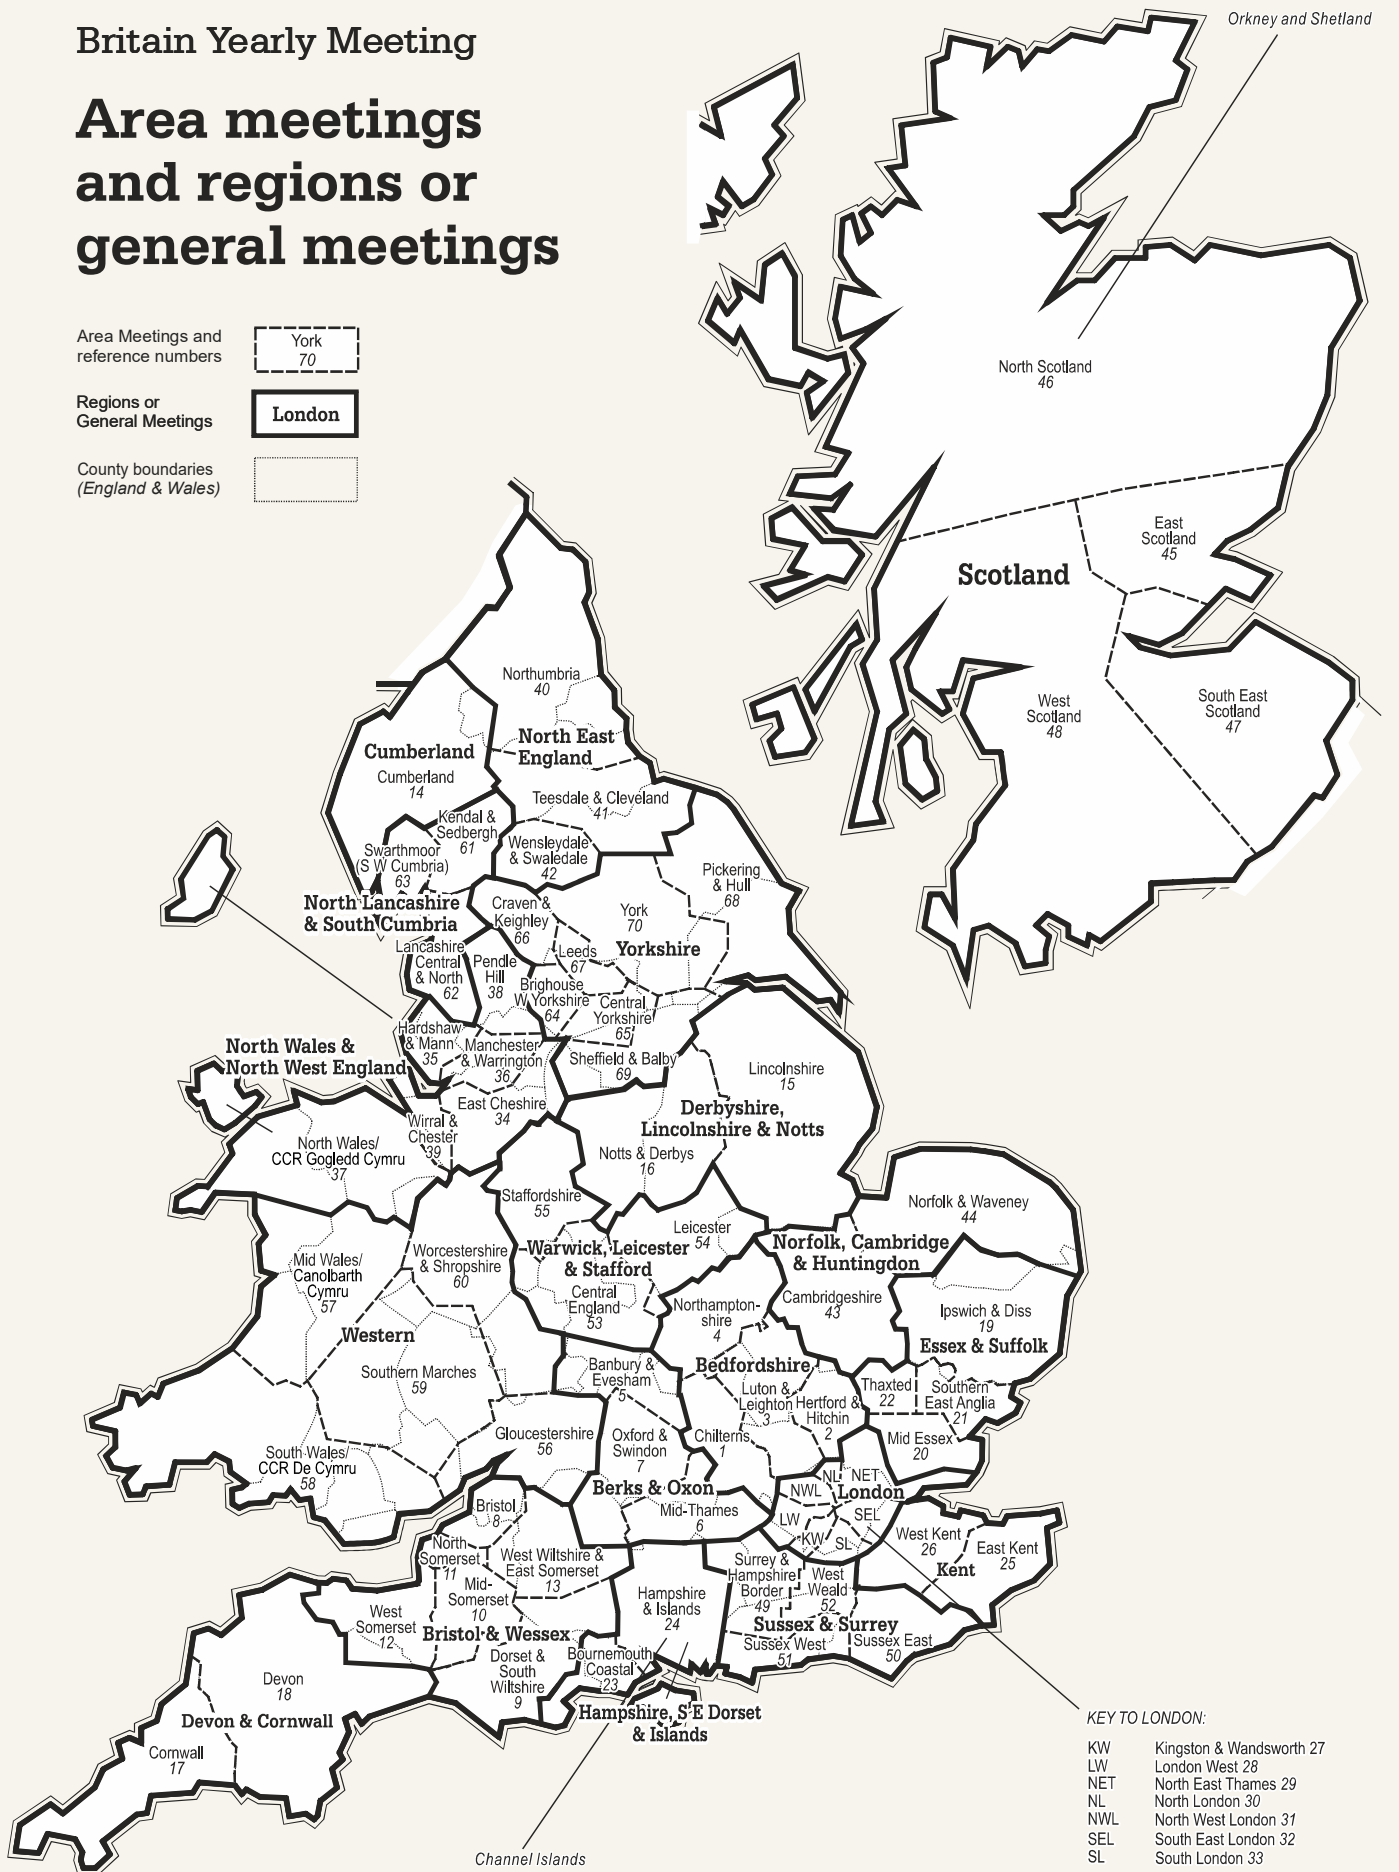 Britain Yearly Meeting
Area meetings
and regions or
general meetings
Area Meetings and
reference numbers
York
70
Regions or
General Meetings
London
County boundaries
(England & Wales)
Orkney and Shetland
North Scotland
46
East
Scotland
45
Scotland
West
Scotland
48
South East
Scotland
47
Northumbria
40
North East
England
Cumberland
Cumberland
14
Teesdale & Cleveland
41
Kendal &
Sedbergh
61
Wensleydale
& Swaledale
42
Swarthmoor
(S W Cumbria)
63
Pickering
& Hull
68
North Lancashire
& South Cumbria
Craven &
Keighley
66
York
70
Yorkshire
Lancashire
Central
& North
62
Pendle
Hill
38
Leeds
67
Brighouse
W Yorkshire
64
Central
Yorkshire
65
Hardshaw
& Mann
35
Manchester
& Warrington
36
Sheffield & Balby
69
North Wales &
North West England
Lincolnshire
15
East Cheshire
34
Wirral &
Chester
39
Derbyshire,
Lincolnshire & Notts
North Wales/
CCR Gogledd Cymru
37
Notts & Derbys
16
Staffordshire
55
Norfolk & Waveney
44
Leicester
54
Warwick, Leicester
& Stafford
Norfolk, Cambridge
& Huntingdon
Worcestershire
& Shropshire
60
Mid Wales/
Canolbarth
Cymru
57
Central
England
53
Northampton-
shire
4
Cambridgeshire
43
Ipswich & Diss
19
Essex & Suffolk
Western
Southern Marches
59
Banbury &
Evesham
5
Bedfordshire
Luton &
Leighton
3
Hertford &
Hitchin
2
Thaxted
22
Southern
East Anglia
21
Gloucestershire
56
Oxford &
Swindon
7
Chilterns
1
Mid Essex
20
South Wales/
CCR De Cymru
58
Berks & Oxon
NL
NET
NWL
London
Bristol
8
Mid-Thames
6
LW
SEL
KW
SL
North
Somerset
11
West Wiltshire &
East Somerset
13
Surrey &
Hampshire
Border
49
West
Weald
52
West Kent
26
East Kent
25
Kent
Mid-
Somerset
10
Hampshire
& Islands
24
West
Somerset
12
Bristol & Wessex
Sussex & Surrey
Sussex West
51
Sussex East
50
Dorset &
South
Wiltshire
9
Bournemouth
Coastal
23
Devon
18
Devon & Cornwall
Hampshire, S E Dorset
& Islands
Cornwall
17
Channel Islands
KEY TO LONDON:
KW Kingston & Wandsworth 27
LW London West 28
NET North East Thames 29
NL North London 30
NWL North West London 31
SEL South East London 32
SL South London 33